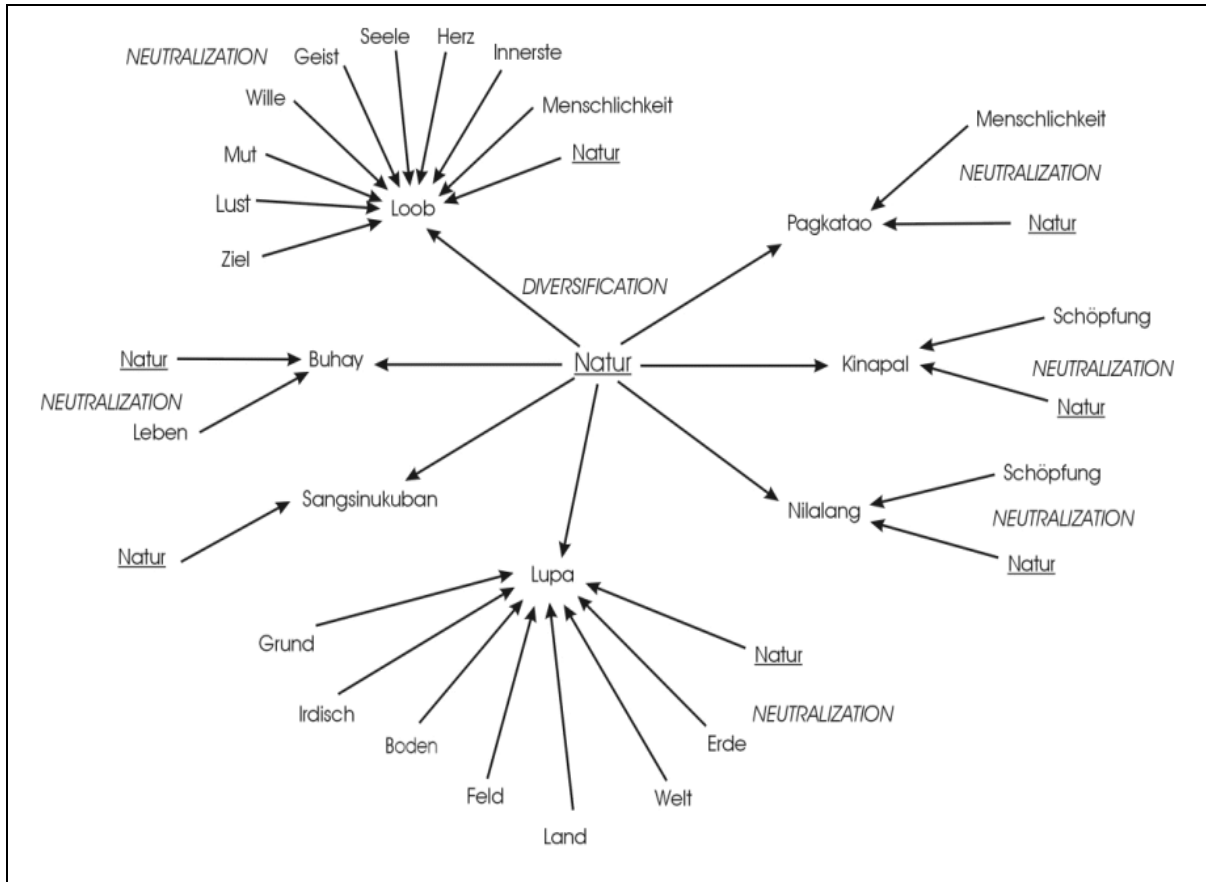 Seele
Herz
NEUTRALIZATION
Geist
Innerste
Wille
Menschlichkeit
Natur
Mut
Lust
Loob
Ziel
Menschlichkeit
NEUTRALIZATION
Pagkatao
Natur
DIVERSIFICATION
Natur
Buhay
NEUTRALIZATION
Leben
Natur
Kinapal
Schöpfung
NEUTRALIZATION
Natur
Sangsinukuban
Natur
Nilalang
Schöpfung
NEUTRALIZATION
Natur
Lupa
Grund
Irdisch
Boden
Feld
Land
Welt
Erde
NEUTRALIZATION
Natur